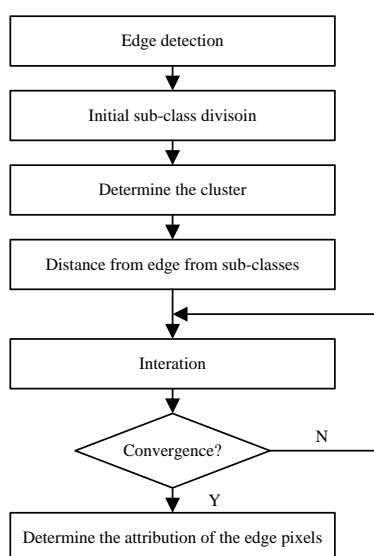 Edge detection
Initial sub-class divisoin
Determine the cluster
Distance from edge from sub-classes
Interation
Convergence?
N
Y
Determine the attribution of the edge pixels